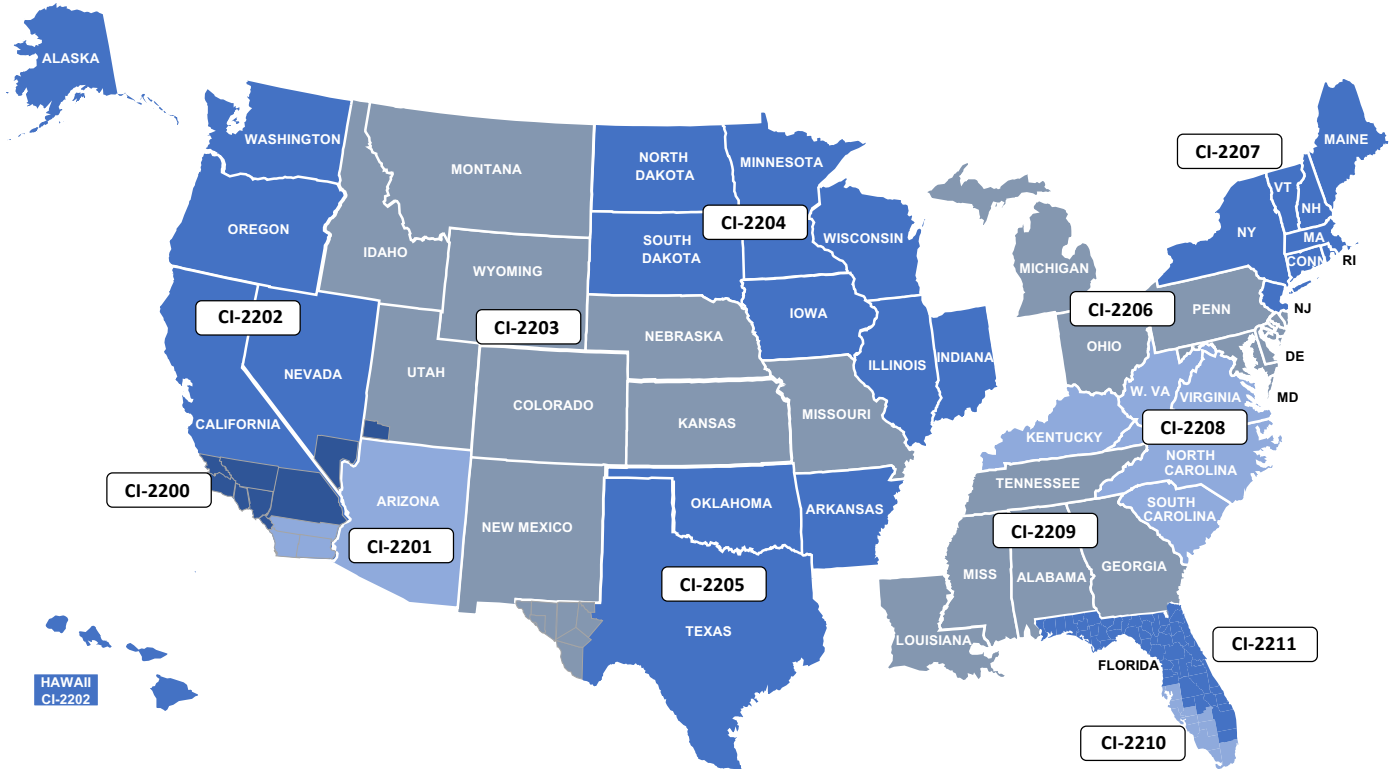 ALASKA
WASHINGTON
OREGON
CALIFORNIA
NEVADA
CI-2202
IDAHO
MONTANA
WYOMING
UTAH
COLORADO
CI-2203
NORTH
DAKOTA
SOUTH
DAKOTA
NEBRASKA
KANSAS
MINNESOTA
CI-2204
WISCONSIN
IOWA
ILLINOIS
INDIANA
MISSOURI
MICHIGAN
CI-2206
OHIO
PENN
CI-2207
MAINE
VT
NH
NY
MA
CONN
RI
NJ
DE
MD
W. VA
VIRGINIA
KENTUCKY
CI-2208
NORTH
CAROLINA
SOUTH
CAROLINA
TENNESSEE
CI-2209
MISS
ALABAMA
GEORGIA
LOUISIANA
CI-2200
ARIZONA
CI-2201
NEW MEXICO
OKLAHOMA
ARKANSAS
CI-2205
TEXAS
FLORIDA
CI-2211
CI-2210
HAWAII
CI-2202